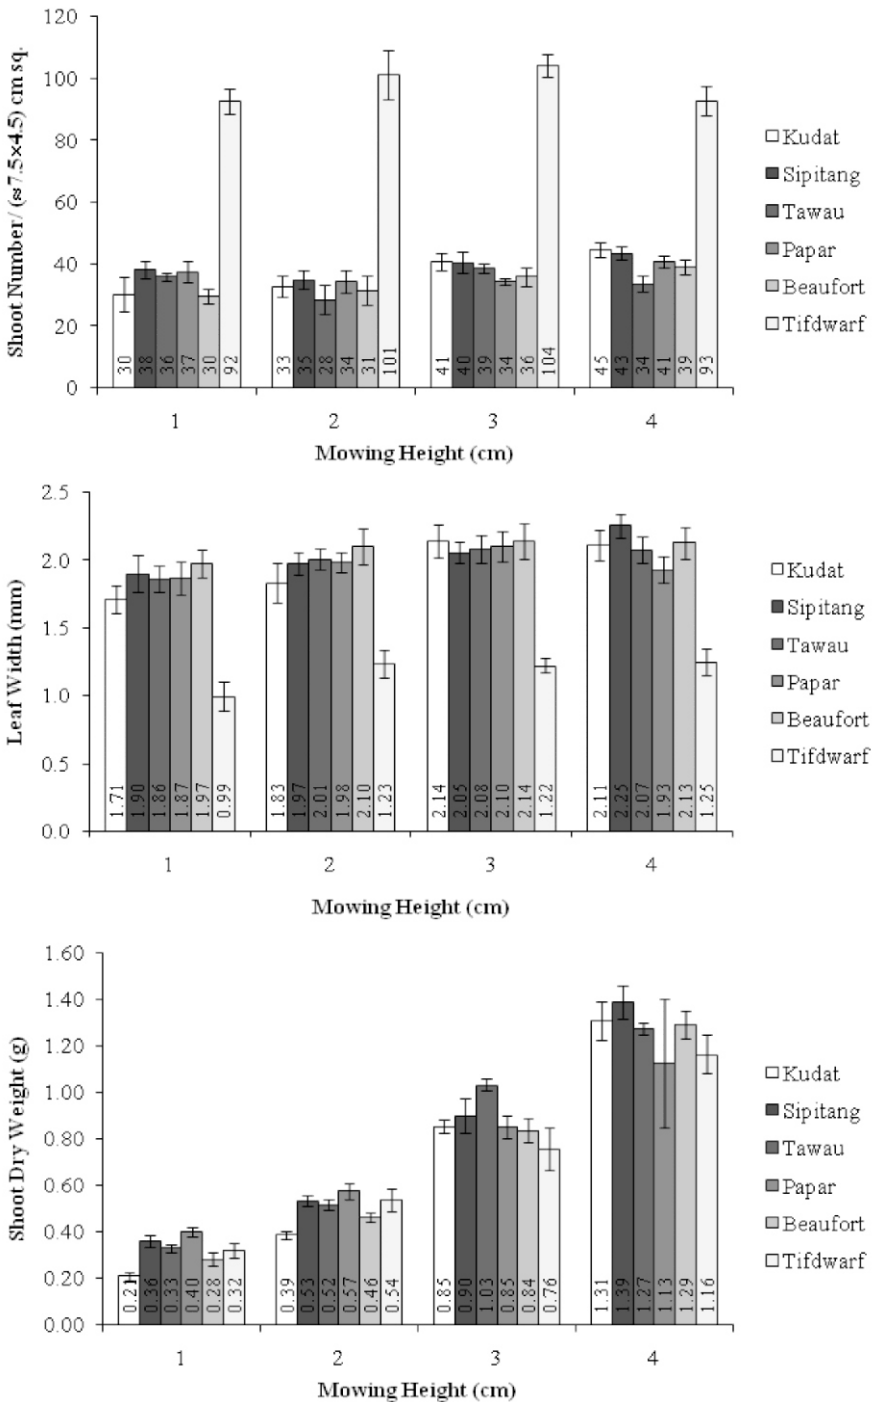 120
100
80
60
40
20
0
Shoot Number/ (≈7.5×4.5) cm sq.
30 38 36 37 30 92
33 35 28 34 31 101
41 40 39 34 36 104
45 43 34 41 39 93
1 2 3 4
Mowing Height (cm)
Kudat
Sipitang
Tawau
Papar
Beaufort
Tifdwarf
2.5
2.0
1.5
1.0
0.5
0.0
Leaf Width (mm)
1.71 1.90 1.86 1.87 1.97 0.99
1.83 1.97 2.01 1.98 2.10 1.23
2.14 2.05 2.08 2.10 2.14 1.22
2.11 2.25 2.07 1.93 2.13 1.25
1 2 3 4
Mowing Height (cm)
Kudat
Sipitang
Tawau
Papar
Beaufort
Tifdwarf
1.60
1.40
1.20
1.00
0.80
0.60
0.40
0.20
0.00
Shoot Dry Weight (g)
0.21 0.36 0.33 0.40 0.28 0.32
0.39 0.53 0.52 0.57 0.46 0.54
0.85 0.90 1.03 0.85 0.84 0.76
1.31 1.39 1.27 1.13 1.29 1.16
1 2 3 4
Mowing Height (cm)
Kudat
Sipitang
Tawau
Papar
Beaufort
Tifdwarf